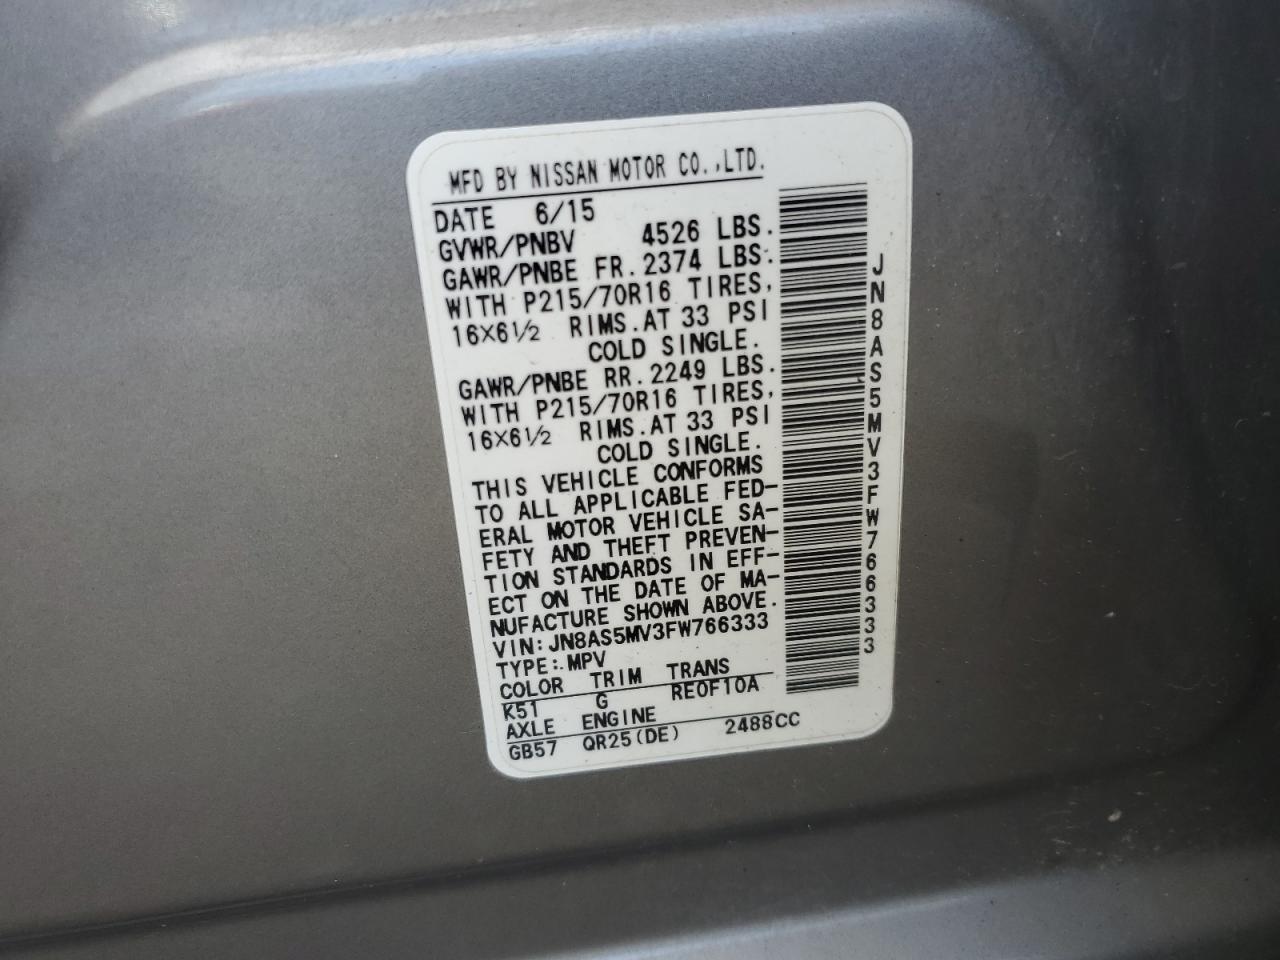 MFD BY NISSAN MOTOR CO.,LTD.
DATE 6/15
GVWR/PNBV 4526 LBS.
GAWR/PNBE FR. 2374 LBS.
WITH P215/70R16 TIRES,
16X6½ RIMS. AT 33 PSI
COLD SINGLE.
GAWR/PNBE RR. 2249 LBS.
WITH P215/70R16 TIRES,
16X6½ RIMS. AT 33 PSI
COLD SINGLE.
THIS VEHICLE CONFORMS
TO ALL APPLICABLE FED-
ERAL MOTOR VEHICLE SA-
FETY AND THEFT PREVEN-
TION STANDARDS IN EFF-
ECT ON THE DATE OF MA-
NUFACTURE SHOWN ABOVE.
VIN: JN8AS5MV3FW766333
TYPE: MPV
COLOR TRIM TRANS
K51 G RE0F10A
AXLE ENGINE
GB57 QR25(DE) 2488CC
JN8AS5MV3FW766333